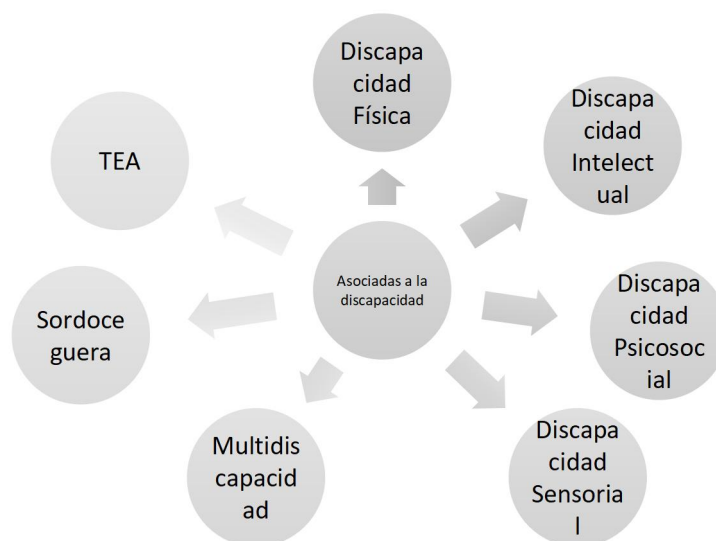 Discapa
cidad
Física
Discapa
cidad
Intelect
ual
Discapa
cidad
Psicosoc
ial
Discapa
cidad
Sensoria
l
Multidis
capacid
ad
Sordoce
guera
TEA
Asociadas a la
discapacidad